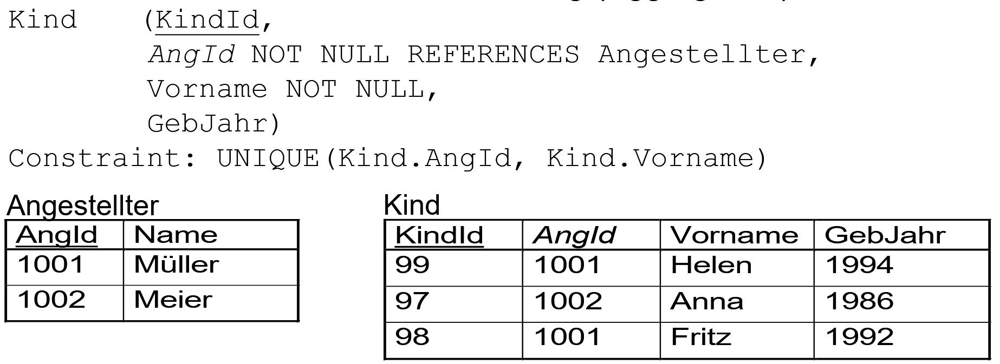 Kind (KindId,
AngId NOT NULL REFERENCES Angestellter,
Vorname NOT NULL,
GebJahr)
Constraint: UNIQUE(Kind.AngId, Kind.Vorname)
Angestellter
AngId Name
1001 Müller
1002 Meier
Kind
KindId AngId Vorname GebJahr
99 1001 Helen 1994
97 1002 Anna 1986
98 1001 Fritz 1992